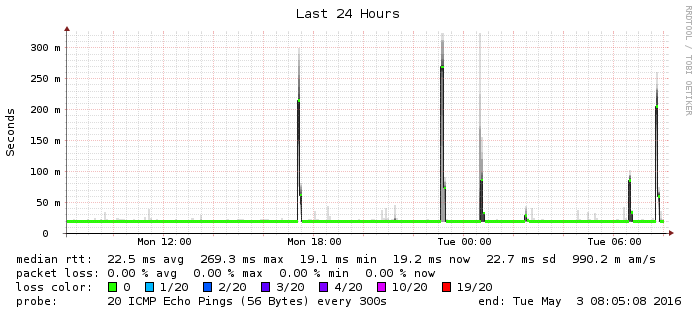 Last 24 Hours
RRDTOOL / TOBI OETIKER
Seconds
300 m
250 m
200 m
150 m
100 m
50 m
0
Mon 12:00 Mon 18:00 Tue 00:00 Tue 06:00
median rtt: 22.5 ms avg 269.3 ms max 19.1 ms min 19.2 ms now 22.7 ms sd 990.2 m am/s
packet loss: 0.00 % avg 0.00 % max 0.00 % min 0.00 % now
loss color: 0 1/20 2/20 3/20 4/20 10/20 19/20
probe: 20 ICMP Echo Pings (56 Bytes) every 300s end: Tue May 3 08:05:08 2016